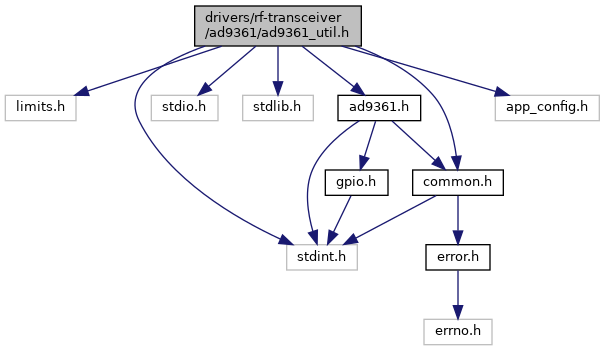 drivers/rf-transceiver
/ad9361/ad9361_util.h
limits.h
stdio.h
stdlib.h
ad9361.h
app_config.h
gpio.h
common.h
stdint.h
error.h
errno.h